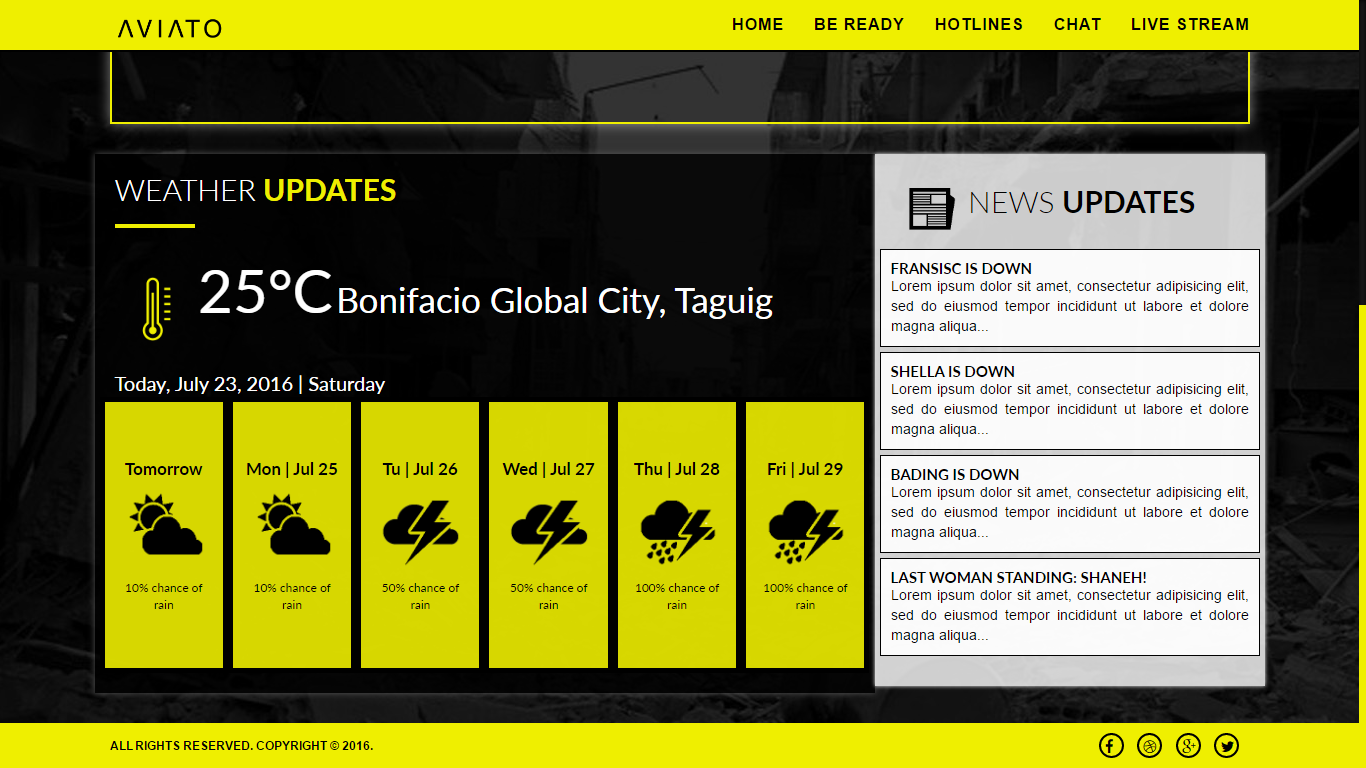 AVIATO
HOME BE READY HOTLINES CHAT LIVE STREAM
WEATHER UPDATES
25°C Bonifacio Global City, Taguig
Today, July 23, 2016 | Saturday
Tomorrow
10% chance of
rain
Mon | Jul 25
10% chance of
rain
Tu | Jul 26
50% chance of
rain
Wed | Jul 27
50% chance of
rain
Thu | Jul 28
100% chance of
rain
Fri | Jul 29
100% chance of
rain
NEWS UPDATES
FRANSISC IS DOWN
Lorem ipsum dolor sit amet, consectetur adipisicing elit,
sed do eiusmod tempor incididunt ut labore et dolore
magna aliqua...
SHELLA IS DOWN
Lorem ipsum dolor sit amet, consectetur adipisicing elit,
sed do eiusmod tempor incididunt ut labore et dolore
magna aliqua...
BADING IS DOWN
Lorem ipsum dolor sit amet, consectetur adipisicing elit,
sed do eiusmod tempor incididunt ut labore et dolore
magna aliqua...
LAST WOMAN STANDING: SHANEH!
Lorem ipsum dolor sit amet, consectetur adipisicing elit,
sed do eiusmod tempor incididunt ut labore et dolore
magna aliqua...
ALL RIGHTS RESERVED. COPYRIGHT © 2016.